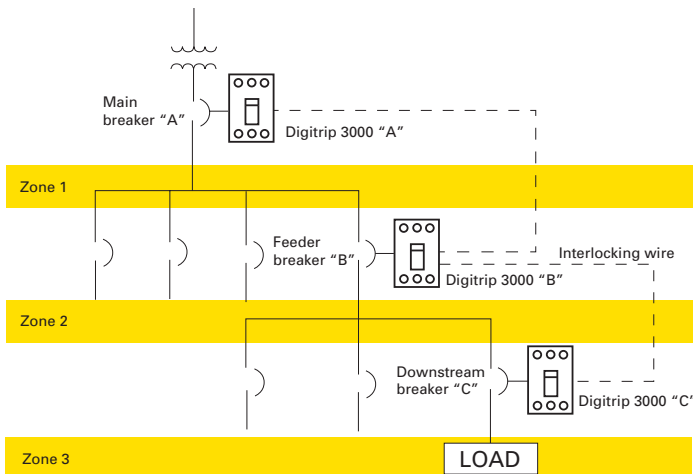 Main
breaker “A”
Digitrip 3000 “A”
Zone 1
Feeder
breaker “B”
Interlocking wire
Digitrip 3000 “B”
Zone 2
Downstream
breaker “C”
Digitrip 3000 “C‘
Zone 3
LOAD